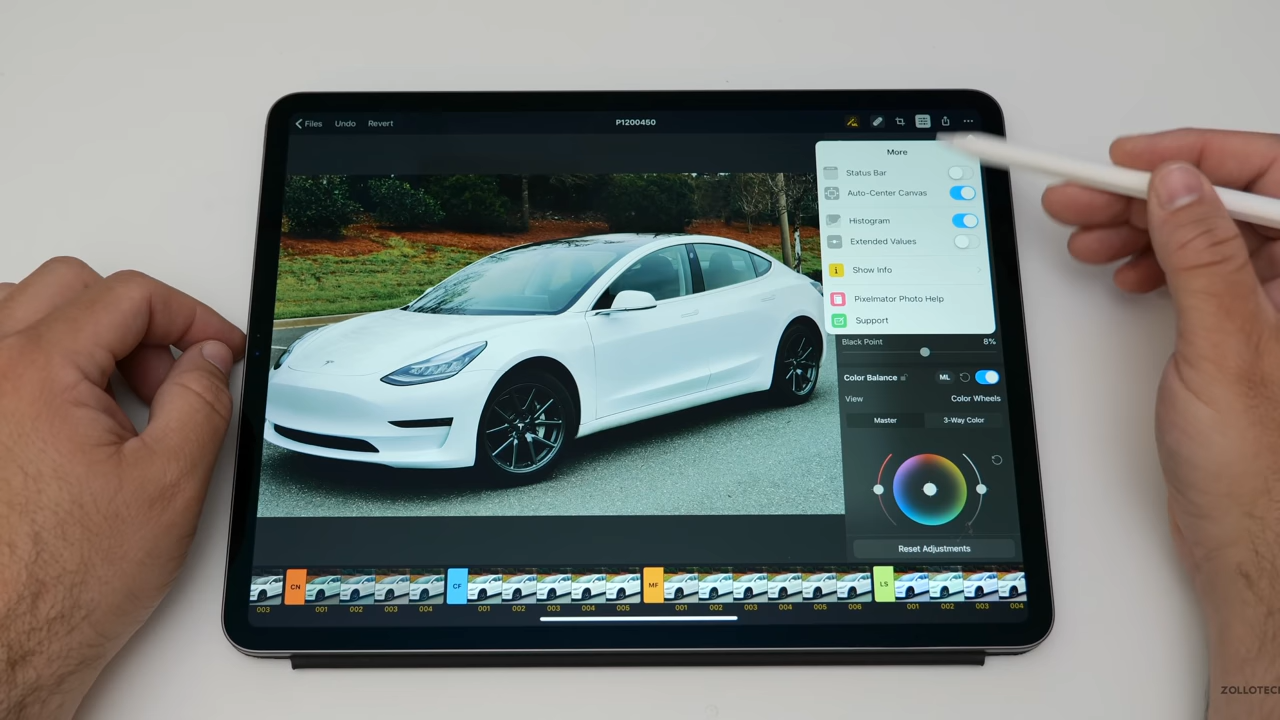 Files Undo Revert P1200450
More
Status Bar
Auto-Center Canvas
Histogram
Extended Values
Show Info
Pixelmator Photo Help
Support
Black Point 8%
Color Balance ML
View Color Wheels
Master 3-Way Color
Reset Adjustments
CN CF MF LS
003 001 002 003 004 001 002 003 004 005 001 002 003 004 005 006 001 002 003 004
ZOLLOTECH